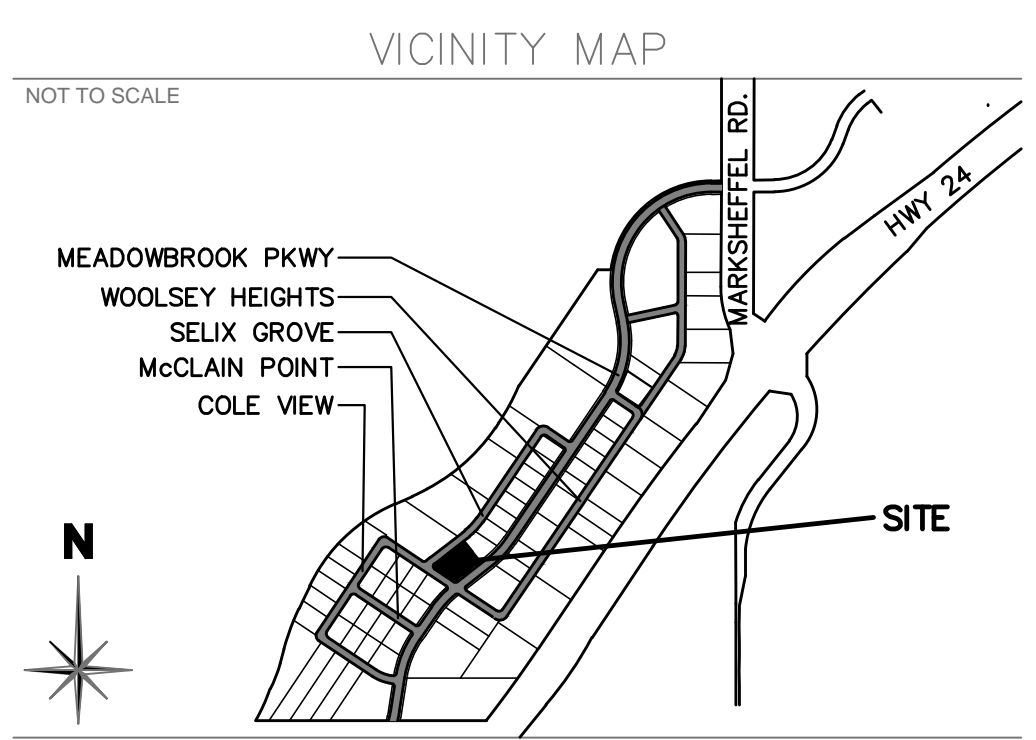 VICINITY MAP
NOT TO SCALE
MARKSHEFFEL RD.
HWY 24
MEADOWBROOK PKWY
WOOLSEY HEIGHTS
SELIX GROVE
McCLAIN POINT
COLE VIEW
SITE
N